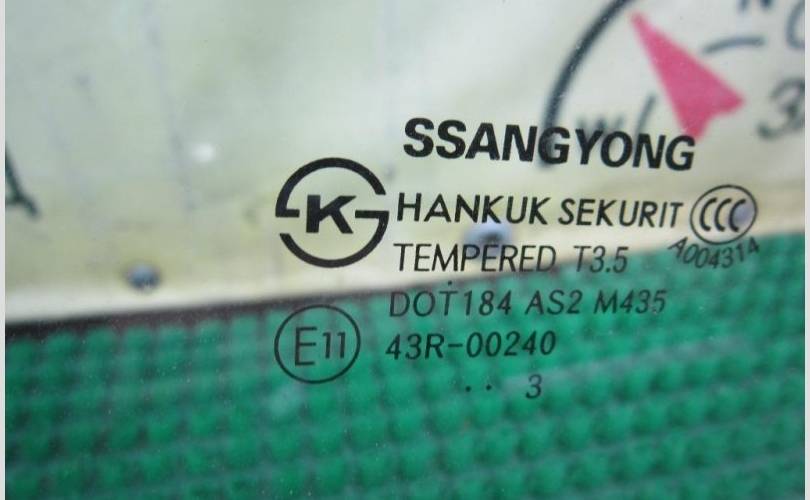 SSANGYONG
K HANKUK SEKURIT CCC
TEMPERED T3.5 A004314
DOT184 AS2 M435
E11 43R-00240
. . 3